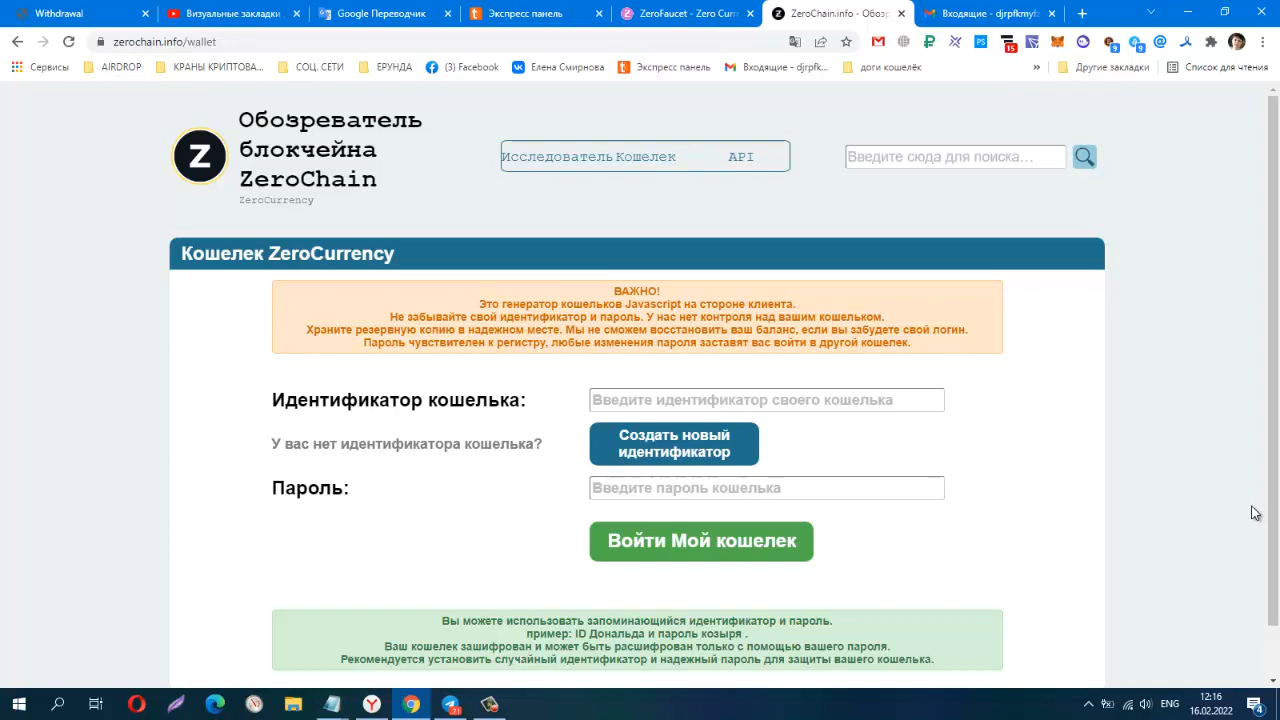 Withdrawal
Визуальные закладки
Google Переводчик
Экспресс панель
ZeroFaucet - Zero Curr
ZeroChain.info - Обоз
Входящие - djrpfkmyfz
zerochain.info/wallet
15
9
9
Сервисы
AIRDROP
КРАНЫ КРИПТОВА...
СОЦ. СЕТИ
ЕРУНДА
(3) Facebook
Елена Смирнова
Экспресс панель
Входящие - djrpfk...
доги кошелёк
»
Другие закладки
Список для чтения
Z
Обозреватель
блокчейна
ZeroChain
ZeroCurrency
Исследователь Кошелек API
Введите сюда для поиска...
Кошелек ZeroCurrency
ВАЖНО!
Это генератор кошельков Javascript на стороне клиента.
Не забывайте свой идентификатор и пароль. У нас нет контроля над вашим кошельком.
Храните резервную копию в надежном месте. Мы не сможем восстановить ваш баланс, если вы забудете свой логин.
Пароль чувствителен к регистру, любые изменения пароля заставят вас войти в другой кошелек.
Идентификатор кошелька:
Введите идентификатор своего кошелька
У вас нет идентификатора кошелька?
Создать новый
идентификатор
Пароль:
Введите пароль кошелька
Войти Мой кошелек
Вы можете использовать запоминающийся идентификатор и пароль.
пример: ID Дональда и пароль козыря .
Ваш кошелек зашифрован и может быть расшифрован только с помощью вашего пароля.
Рекомендуется установить случайный идентификатор и надежный пароль для защиты вашего кошелька.
ENG
12:16
16.02.2022
4